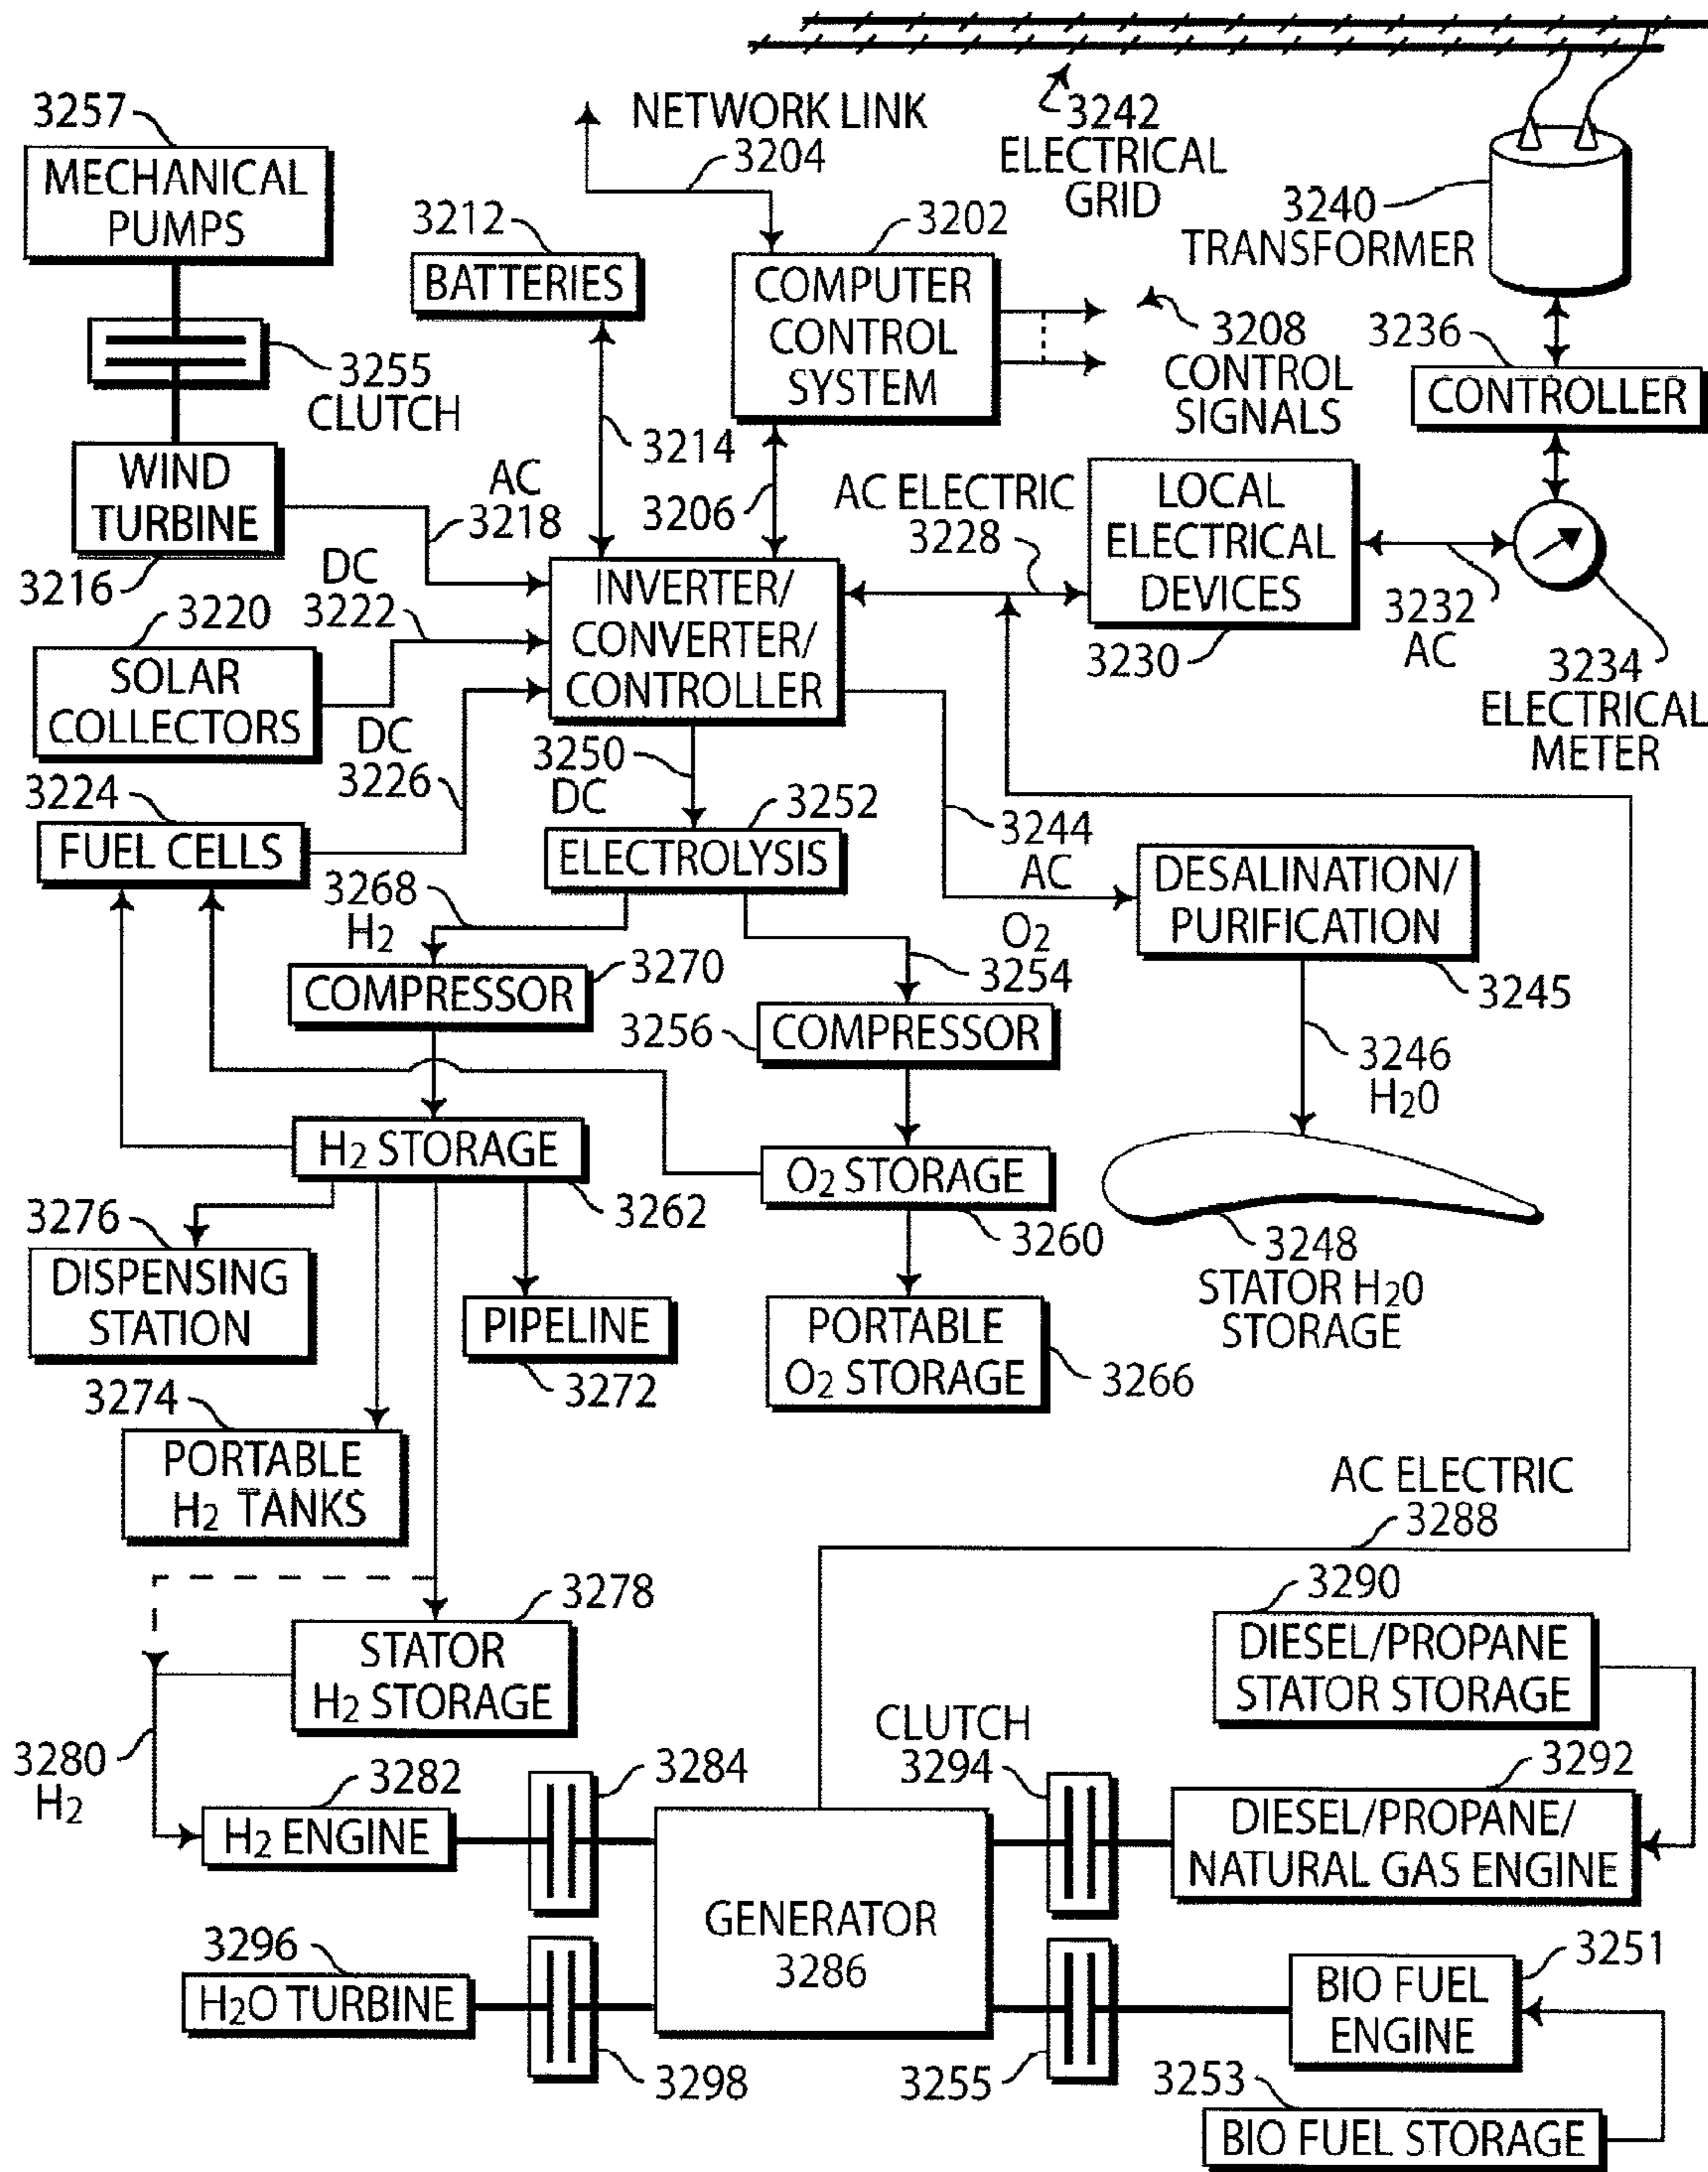 3257
MECHANICAL
PUMPS
NETWORK LINK
3204
3242
ELECTRICAL
GRID
3240
TRANSFORMER
3212
BATTERIES
3202
COMPUTER
CONTROL
SYSTEM
3208
CONTROL
SIGNALS
3236
CONTROLLER
3255
CLUTCH
WIND
TURBINE
3216
AC
3218
3214
3206
AC ELECTRIC
3228
LOCAL
ELECTRICAL
DEVICES
3230
3232
AC
3234
ELECTRICAL
METER
DC
3222
3220
SOLAR
COLLECTORS
INVERTER/
CONVERTER/
CONTROLLER
DC
3226
3224
FUEL CELLS
3250
DC
3252
ELECTROLYSIS
3244
AC
DESALINATION/
PURIFICATION
3245
3268
H2
3270
COMPRESSOR
O2
3254
3256
COMPRESSOR
3246
H20
H2 STORAGE
3262
O2 STORAGE
3260
3248
STATOR H20
STORAGE
3276
DISPENSING
STATION
PIPELINE
3272
PORTABLE
O2 STORAGE
3266
3274
PORTABLE
H2 TANKS
AC ELECTRIC
3288
3278
STATOR
H2 STORAGE
3290
DIESEL/PROPANE
STATOR STORAGE
3280
H2
3282
H2 ENGINE
3284
CLUTCH
3294
3292
DIESEL/PROPANE/
NATURAL GAS ENGINE
GENERATOR
3286
3296
H2O TURBINE
3298
3255
3251
BIO FUEL
ENGINE
3253
BIO FUEL STORAGE